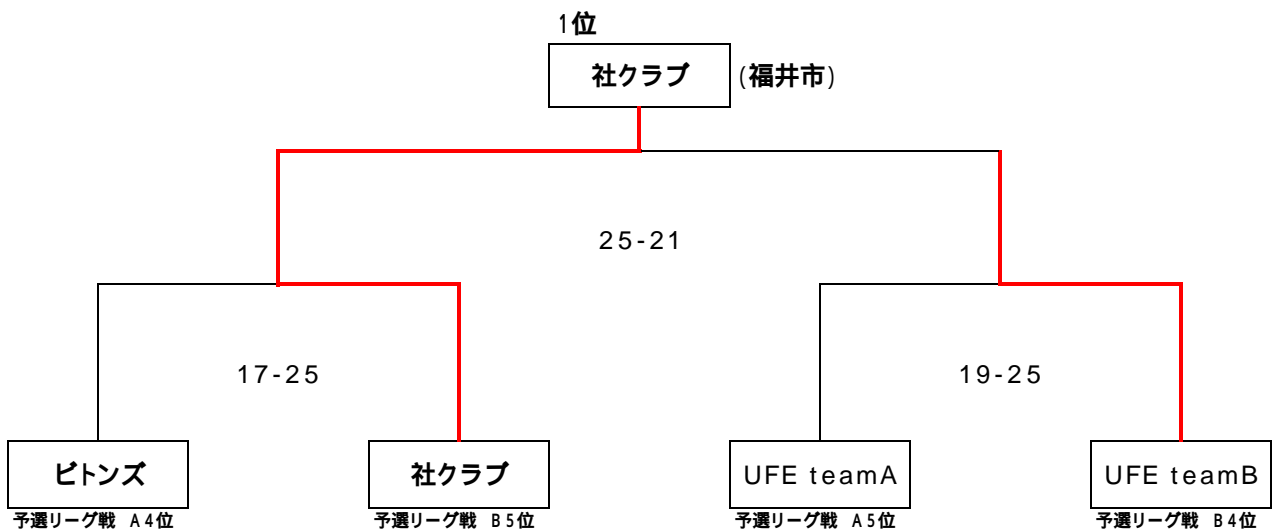 1位
社クラブ (福井市)
25-21
17-25 19-25
ビトンズ 社クラブ UFE teamA UFE teamB
予選リーグ戦 A4位 予選リーグ戦 B5位 予選リーグ戦 A5位 予選リーグ戦 B4位